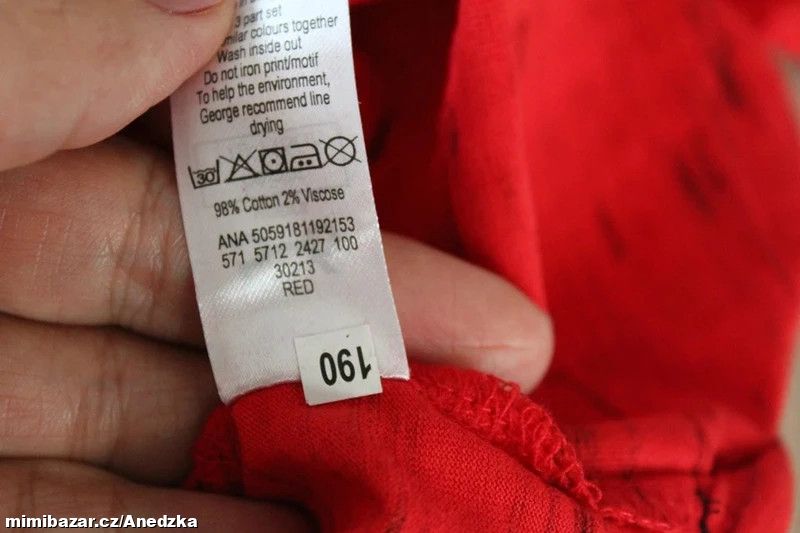 3 part set
similar colours together
Wash inside out
Do not iron print/motif
To help the environment,
George recommend line
drying
30°
98% Cotton 2% Viscose
ANA 5059181192153
571 5712 2427 100
30213
RED
190
mimibazar.cz/Anedzka